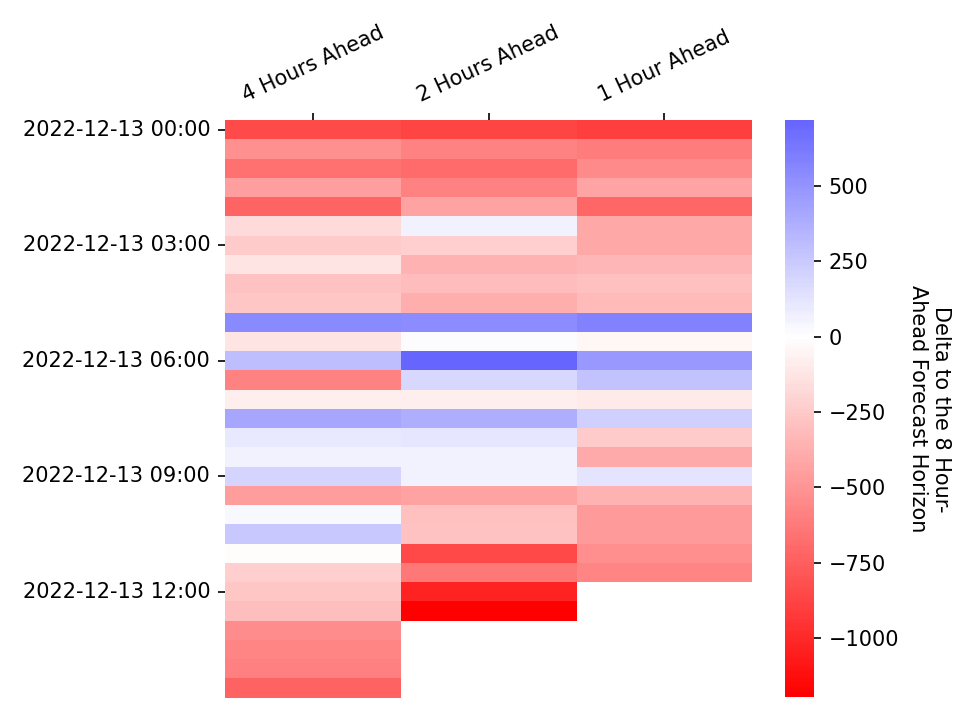 4 Hours Ahead
2 Hours Ahead
1 Hour Ahead
2022-12-13 00:00
2022-12-13 03:00
2022-12-13 06:00
2022-12-13 09:00
2022-12-13 12:00
500
250
0
−250
−500
−750
−1000
Delta to the 8 Hour-
Ahead Forecast Horizon